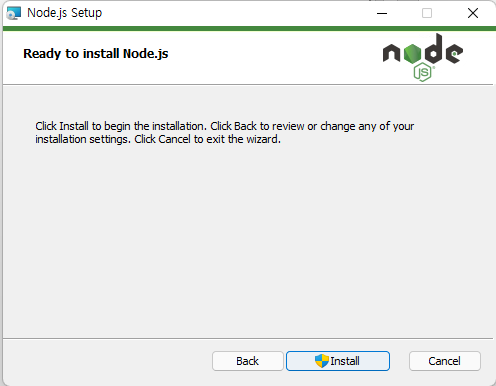 Node.js Setup
Ready to install Node.js
node
JS
Click Install to begin the installation. Click Back to review or change any of your
installation settings. Click Cancel to exit the wizard.
Back
Install
Cancel